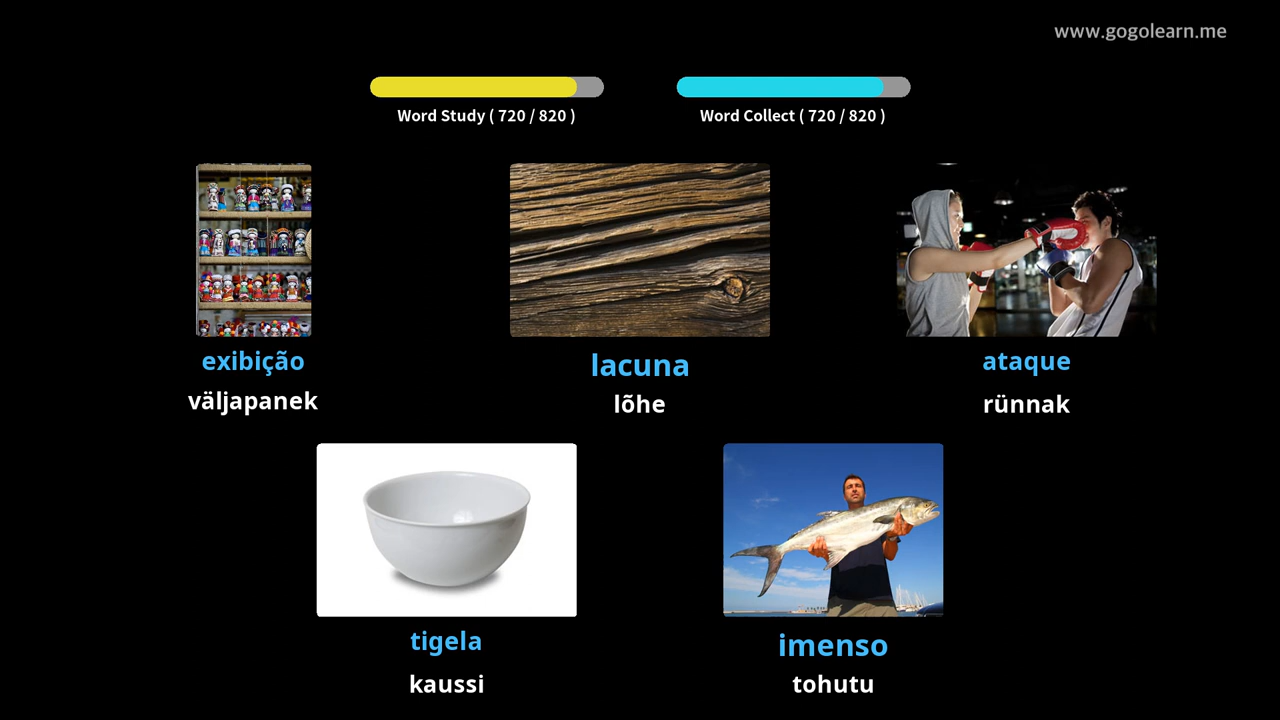 www.gogolearn.me
Word Study ( 720 / 820 )
Word Collect ( 720 / 820 )
exibição
väljapanek
lacuna
lõhe
ataque
rünnak
tigela
kaussi
imenso
tohutu